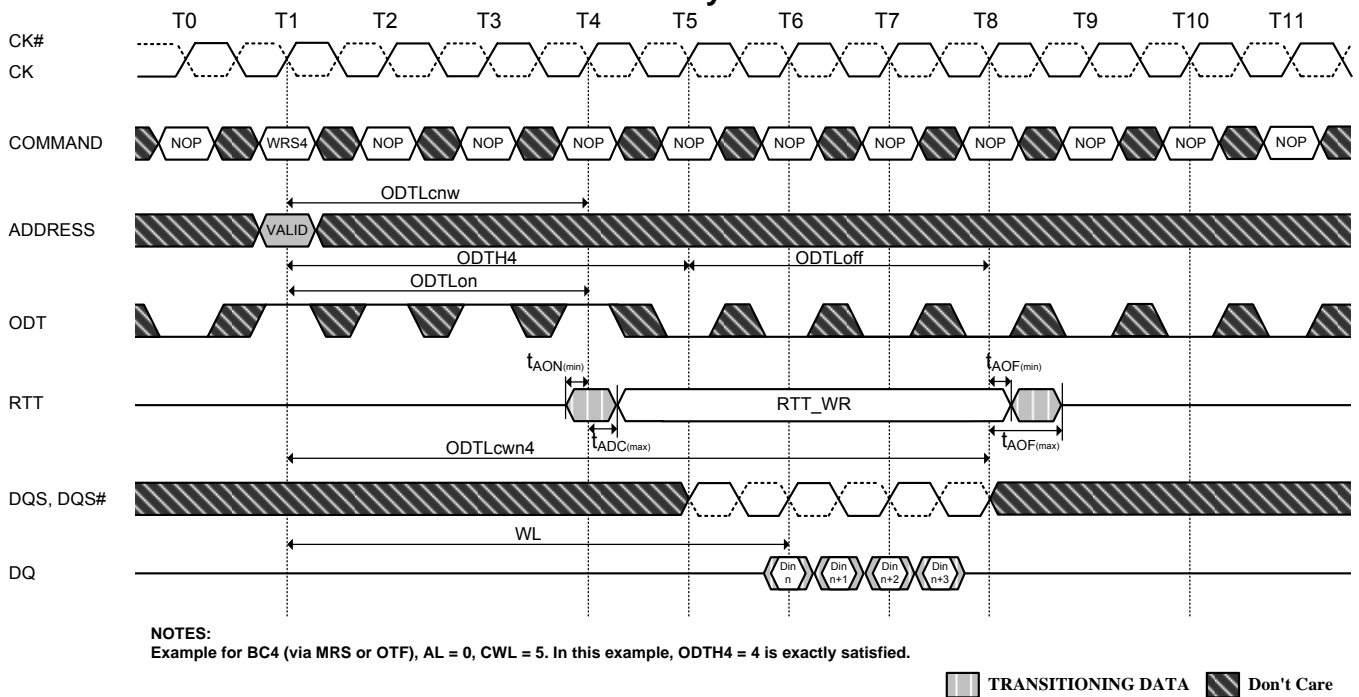 T0 T1 T2 T3 T4 T5 T6 T7 T8 T9 T10 T11
CK#
CK
COMMAND NOP WRS4 NOP NOP NOP NOP NOP NOP NOP NOP NOP NOP
ODTLcnw
ADDRESS VALID
ODTH4 ODTLoff
ODTLon
ODT
tAON(min) tAOF(min)
RTT RTT_WR
tADC(max) tAOF(max)
ODTLcwn4
DQS, DQS#
WL
DQ Din n Din n+1 Din n+2 Din n+3
NOTES:
Example for BC4 (via MRS or OTF), AL = 0, CWL = 5. In this example, ODTH4 = 4 is exactly satisfied.
TRANSITIONING DATA Don't Care